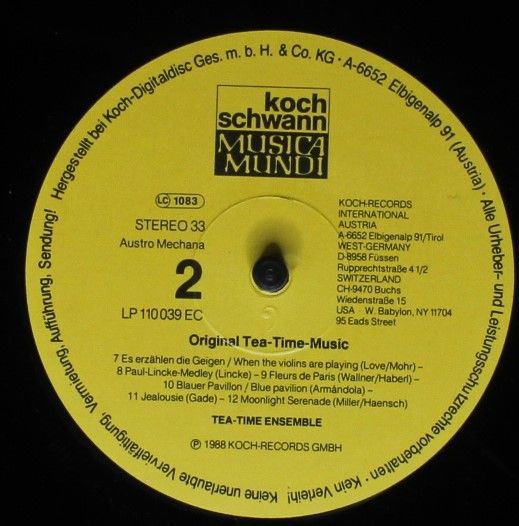 Hergestellt bei Koch-Digitaldisc Ges. m. b. H. & Co. KG · A-6652 Elbigenalp 91 (Austria) · Alle Urheber- und Leistungsschutzrechte vorbehalten · Kein Verleih! Keine unerlaubte Vervielfältigung, Vermietung, Aufführung, Sendung!
koch
schwann
MUSICA
MUNDI
LC 1083
STEREO 33
Austro Mechana
2
LP 110 039 EC
KOCH-RECORDS
INTERNATIONAL
AUSTRIA
A-6652 Elbigenalp 91/Tirol
WEST-GERMANY
D-8958 Füssen
Rupprechtstraße 4 1/2
SWITZERLAND
CH-9470 Buchs
Wiedenstraße 15
USA W. Babylon, NY 11704
95 Eads Street
Original Tea-Time-Music
7 Es erzählen die Geigen / When the violins are playing (Love/Mohr) –
8 Paul-Lincke-Medley (Lincke) – 9 Fleurs de Paris (Wallner/Haberl) –
10 Blauer Pavillon / Blue pavilion (Armándola) –
11 Jealousie (Gade) – 12 Moonlight Serenade (Miller/Haensch)
TEA-TIME ENSEMBLE
Ⓟ 1988 KOCH-RECORDS GMBH